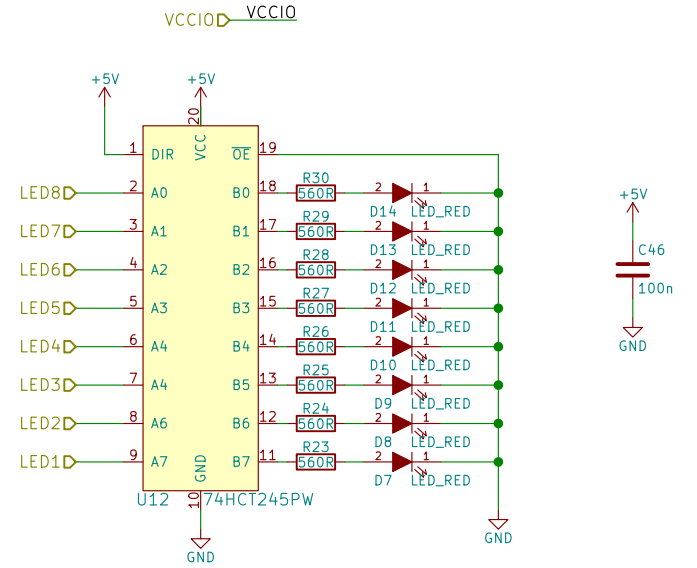 VCCIO VCCIO
+5V +5V
20
1 DIR VCC OE 19
LED8 2 A0 B0 18 R30 560R 2 1
D14 LED_RED
LED7 3 A1 B1 17 R29 560R 2 1
D13 LED_RED
LED6 4 A2 B2 16 R28 560R 2 1
D12 LED_RED
LED5 5 A3 B3 15 R27 560R 2 1
D11 LED_RED
LED4 6 A4 B4 14 R26 560R 2 1
D10 LED_RED
LED3 7 A4 B5 13 R25 560R 2 1
D9 LED_RED
LED2 8 A6 B6 12 R24 560R 2 1
D8 LED_RED
LED1 9 A7 GND B7 11 R23 560R 2 1
D7 LED_RED
U12 10 74HCT245PW
GND
GND
+5V
C46
100n
GND